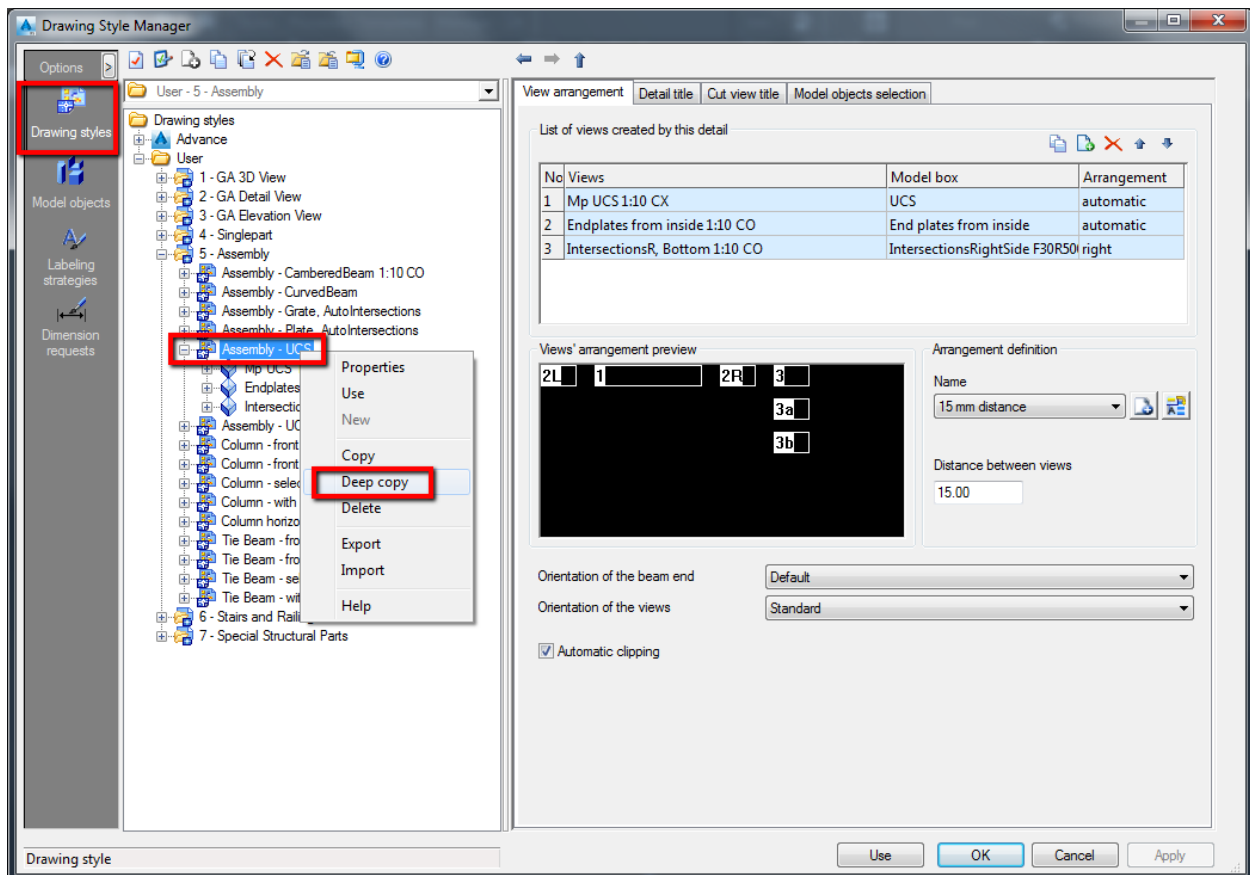 Drawing Style Manager
Options
Drawing styles
Model objects
Labeling
strategies
Dimension
requests
User - 5 - Assembly
Drawing styles
Advance
User
1 - GA 3D View
2 - GA Detail View
3 - GA Elevation View
4 - Singlepart
5 - Assembly
Assembly - CamberedBeam 1:10 CO
Assembly - CurvedBeam
Assembly - Grate, AutoIntersections
Assembly - Plate, AutoIntersections
Assembly - UCS
Mp UCS
Endplates
Intersectio
Assembly - UC
Column - front
Column - front
Column - selec
Column - with
Column horizo
Tie Beam - fro
Tie Beam - fro
Tie Beam - se
Tie Beam - wit
6 - Stairs and Raili
7 - Special Structural Parts
Properties
Use
New
Copy
Deep copy
Delete
Export
Import
Help
View arrangement Detail title Cut view title Model objects selection
List of views created by this detail
No Views Model box Arrangement
1 Mp UCS 1:10 CX UCS automatic
2 Endplates from inside 1:10 CO End plates from inside automatic
3 IntersectionsR, Bottom 1:10 CO IntersectionsRightSide F30R500 right
Views' arrangement preview
2L 1 2R 3
3a
3b
Arrangement definition
Name
15 mm distance
Distance between views
15.00
Orientation of the beam end Default
Orientation of the views Standard
Automatic clipping
Drawing style
Use OK Cancel Apply